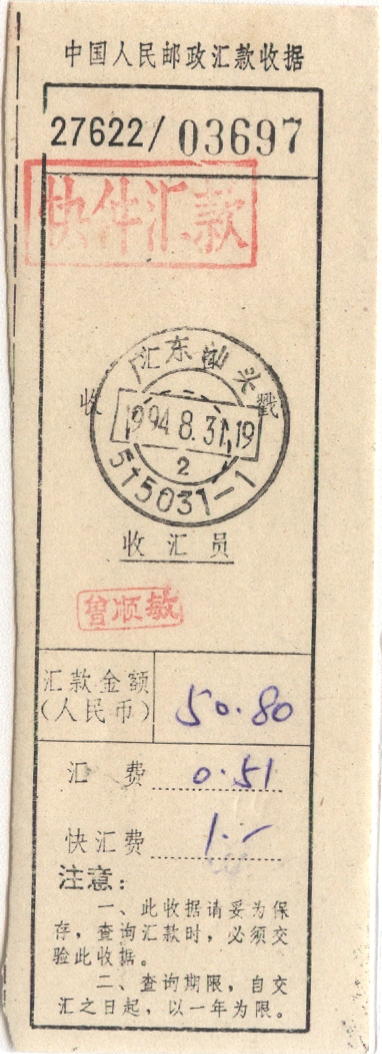 中国人民邮政汇款收据
27622/03697
快件汇款
收汇戳
广东汕头
1994.8.31.19
2
515031-1
收汇员
曾顺敏
汇款金额
(人民币)
50.80
汇 费 0.51
快汇费 1.-
注意：
一、此收据请妥为保
存，查询汇款时，必须交
验此收据。
二、查询期限，自交
汇之日起，以一年为限。